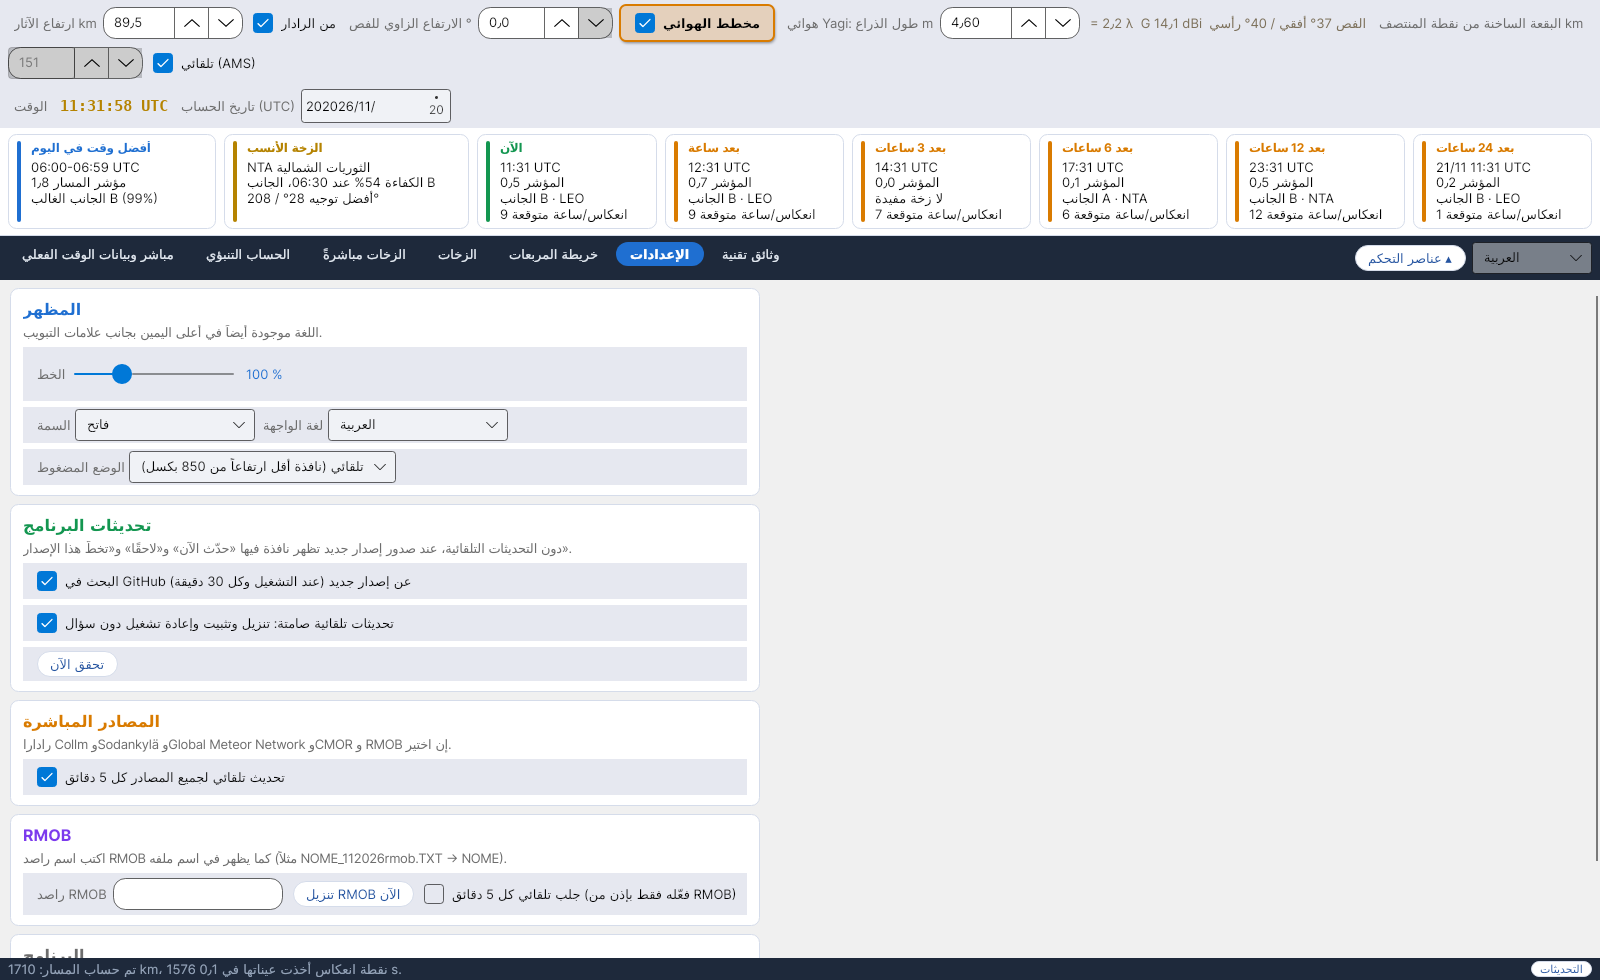 ارتفاع الآثار km 89٫5 من الرادار الارتفاع الزاوي للفص ° 0٫0 مخطط الهوائي هوائي Yagi: طول الذراع m 4٫60 = 2٫2 λ G 14٫1 dBi الفص 37° أفقي / 40° رأسي البقعة الساخنة من نقطة المنتصف km
151 تلقائي (AMS)
الوقت 11:31:58 UTC تاريخ الحساب (UTC) 202026/11/ 20
أفضل وقت في اليوم
06:00-06:59 UTC
مؤشر المسار 1٫8
الجانب الغالب B (99%)
الزخة الأنسب
NTA الثوريات الشمالية
الكفاءة 54% عند 06:30، الجانب B
أفضل توجيه 28° / 208°
الآن
11:31 UTC
المؤشر 0٫5
الجانب B · LEO
انعكاس/ساعة متوقعة 9
بعد ساعة
12:31 UTC
المؤشر 0٫7
الجانب B · LEO
انعكاس/ساعة متوقعة 9
بعد 3 ساعات
14:31 UTC
المؤشر 0٫0
لا زخة مفيدة
انعكاس/ساعة متوقعة 7
بعد 6 ساعات
17:31 UTC
المؤشر 0٫1
الجانب A · NTA
انعكاس/ساعة متوقعة 6
بعد 12 ساعات
23:31 UTC
المؤشر 0٫5
الجانب B · NTA
انعكاس/ساعة متوقعة 12
بعد 24 ساعات
21/11 11:31 UTC
المؤشر 0٫2
الجانب B · LEO
انعكاس/ساعة متوقعة 1
مباشر وبيانات الوقت الفعلي الحساب التنبؤي الزخات مباشرةً الزخات خريطة المربعات الإعدادات وثائق تقنية ▴ عناصر التحكم العربية
المظهر
اللغة موجودة أيضاً في أعلى اليمين بجانب علامات التبويب.
الخط 100 %
السمة فاتح لغة الواجهة العربية
الوضع المضغوط تلقائي (نافذة أقل ارتفاعاً من 850 بكسل)
تحديثات البرنامج
دون التحديثات التلقائية، عند صدور إصدار جديد تظهر نافذة فيها «حدّث الآن» و«لاحقًا» و«تخطَّ هذا الإصدار».
البحث في GitHub عن إصدار جديد (عند التشغيل وكل 30 دقيقة)
تحديثات تلقائية صامتة: تنزيل وتثبيت وإعادة تشغيل دون سؤال
تحقق الآن
المصادر المباشرة
رادارا Collm وSodankylä وGlobal Meteor Network وCMOR و RMOB إن اختير.
تحديث تلقائي لجميع المصادر كل 5 دقائق
RMOB
اكتب اسم راصد RMOB كما يظهر في اسم ملفه (مثلاً NOME_112026rmob.TXT → NOME).
راصد RMOB تنزيل RMOB الآن جلب تلقائي كل 5 دقائق (فعّله فقط بإذن من RMOB)
البرنامج
تم حساب المسار: 1710 km، 1576 نقطة انعكاس أخذت عيناتها في 0٫1 s. التحديثات